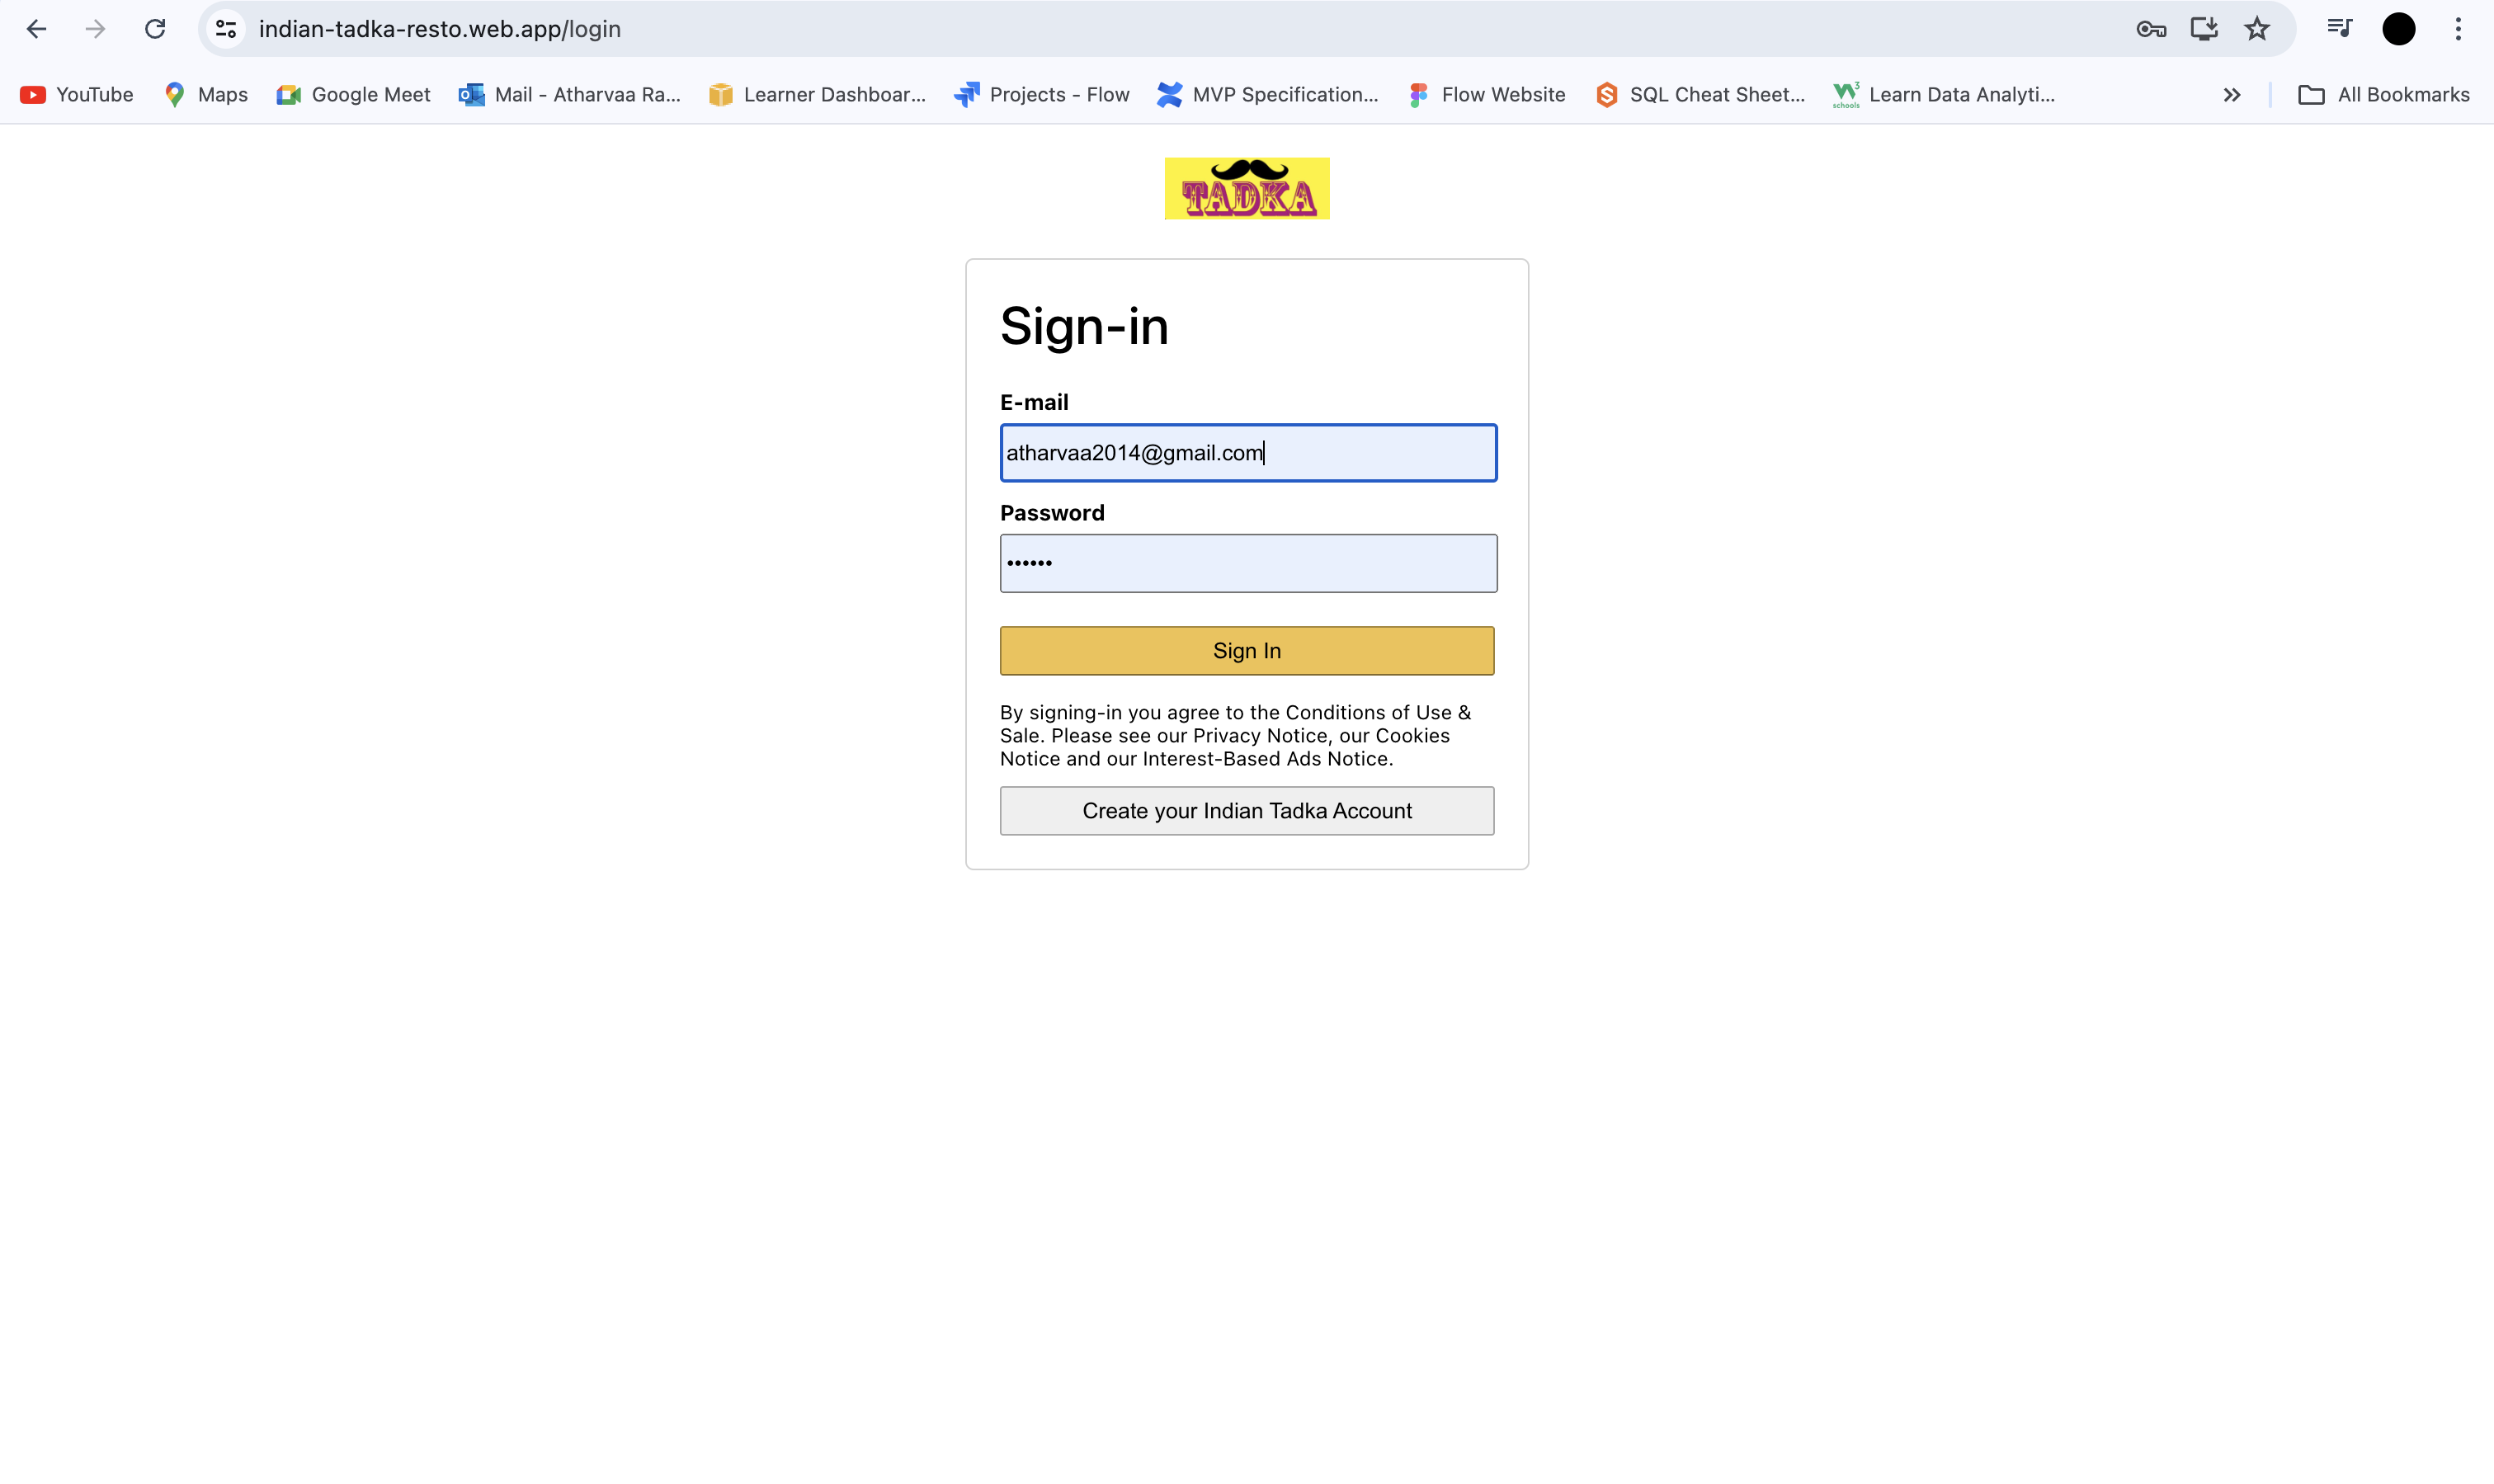 indian-tadka-resto.web.app/login
YouTube Maps Google Meet Mail - Atharvaa Ra... Learner Dashboar... Projects - Flow MVP Specification... Flow Website SQL Cheat Sheet... W3 schools Learn Data Analyti... All Bookmarks
TADKA
Sign-in
E-mail
atharvaa2014@gmail.com
Password
••••••
Sign In
By signing-in you agree to the Conditions of Use &
Sale. Please see our Privacy Notice, our Cookies
Notice and our Interest-Based Ads Notice.
Create your Indian Tadka Account